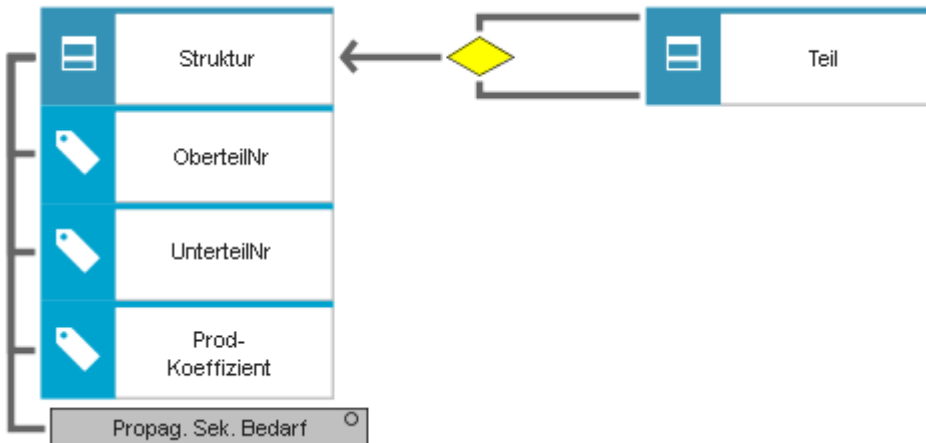 Struktur
Teil
OberteilNr
UnterteilNr
Prod-
Koeffizient
Propag. Sek. Bedarf